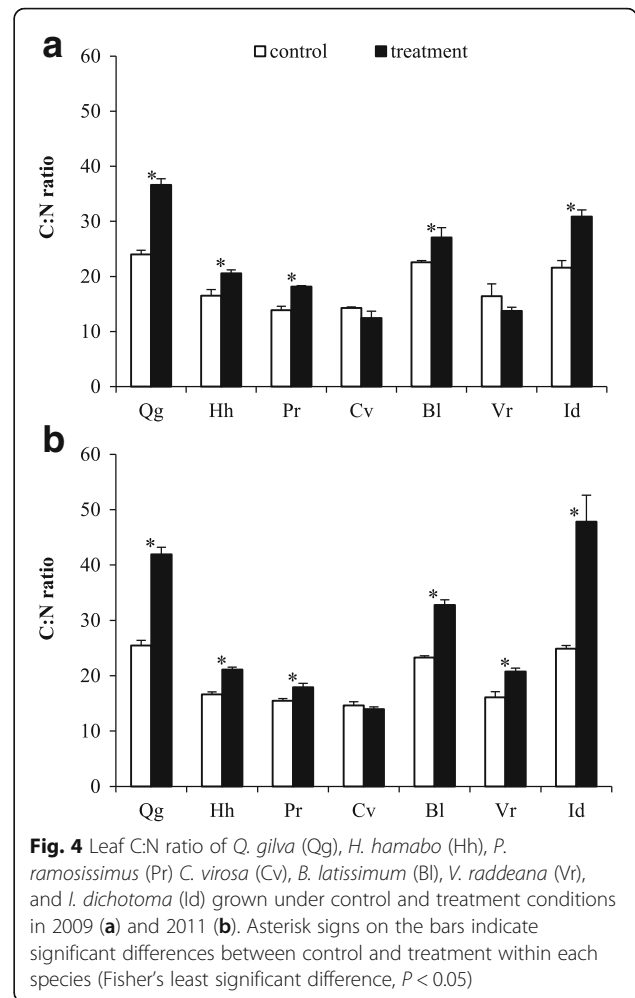 a
control treatment
60
50
40
30
20
10
0
C:N ratio
* * * * *
Qg Hh Pr Cv Bl Vr Id
b
60
50
40
30
20
10
0
C:N ratio
* * * * * *
Qg Hh Pr Cv Bl Vr Id
Fig. 4 Leaf C:N ratio of Q. gilva (Qg), H. hamabo (Hh), P.
ramosissimus (Pr) C. virosa (Cv), B. latissimum (Bl), V. raddeana (Vr),
and I. dichotoma (Id) grown under control and treatment conditions
in 2009 (a) and 2011 (b). Asterisk signs on the bars indicate
significant differences between control and treatment within each
species (Fisher's least significant difference, P < 0.05)